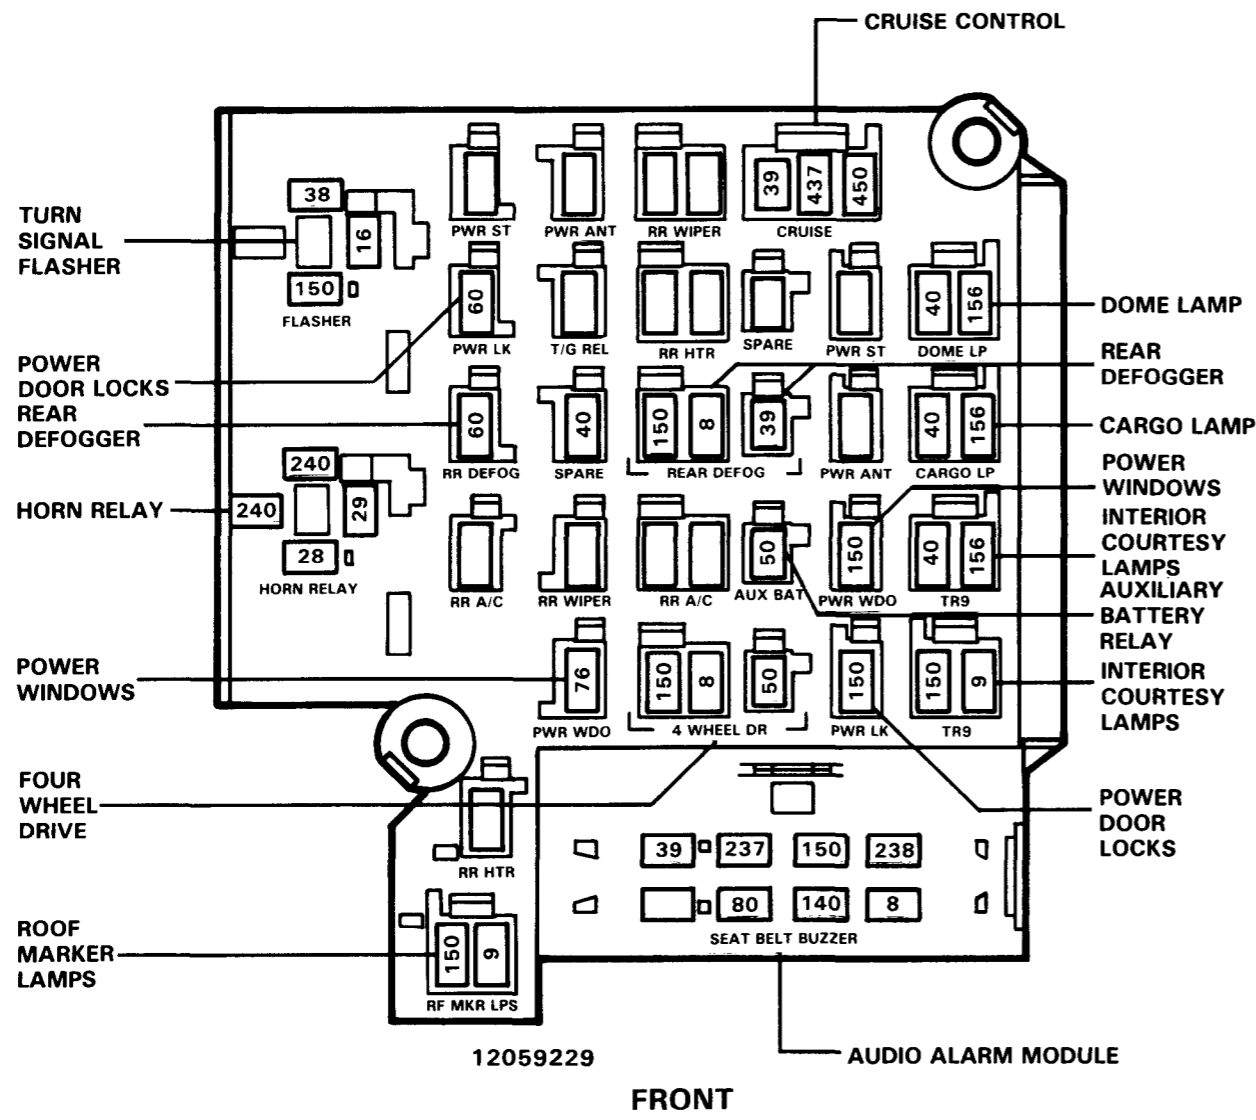 CRUISE CONTROL
38
16
150
FLASHER
TURN
SIGNAL
FLASHER
PWR ST
PWR ANT
RR WIPER
39
437
450
CRUISE
60
PWR LK
T/G REL
RR HTR
SPARE
PWR ST
40
156
DOME LP
DOME LAMP
POWER
DOOR LOCKS
REAR
DEFOGGER
REAR
DEFOGGER
60
RR DEFOG
40
SPARE
150
8
39
REAR DEFOG
PWR ANT
40
156
CARGO LP
CARGO LAMP
240
240
29
28
HORN RELAY
HORN RELAY
RR A/C
RR WIPER
RR A/C
50
AUX BAT
150
PWR WDO
40
156
TR9
POWER
WINDOWS
INTERIOR
COURTESY
LAMPS
AUXILIARY
BATTERY
RELAY
POWER
WINDOWS
76
PWR WDO
150
8
50
4 WHEEL DR
150
PWR LK
150
9
TR9
INTERIOR
COURTESY
LAMPS
FOUR
WHEEL
DRIVE
RR HTR
39
237
150
238
80
140
8
SEAT BELT BUZZER
POWER
DOOR
LOCKS
ROOF
MARKER
LAMPS
150
9
RF MKR LPS
12059229
AUDIO ALARM MODULE
FRONT